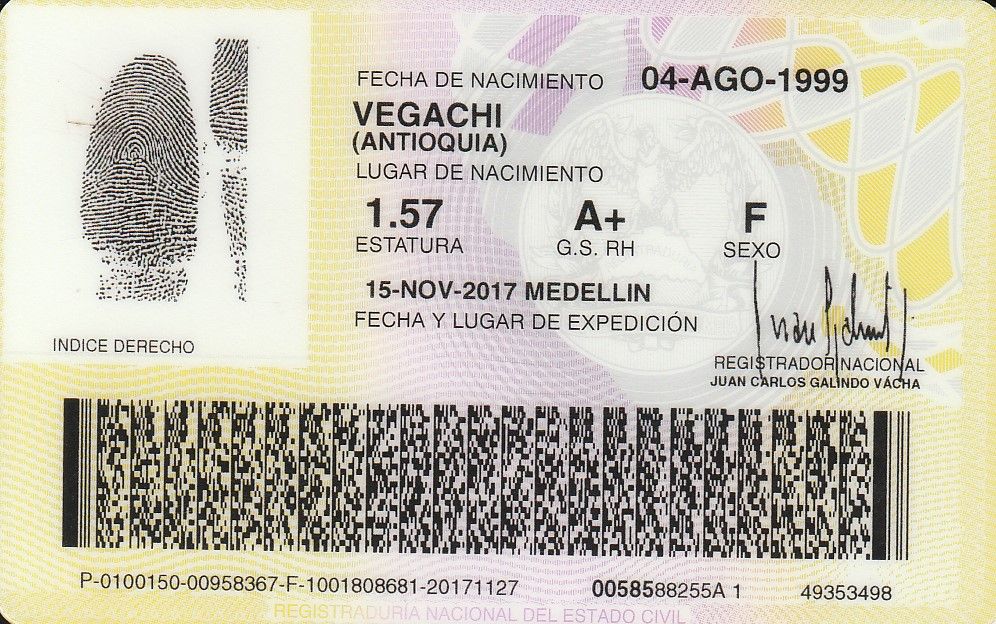 FECHA DE NACIMIENTO 04-AGO-1999
VEGACHI
(ANTIOQUIA)
LUGAR DE NACIMIENTO
1.57 A+ F
ESTATURA G.S. RH SEXO
15-NOV-2017 MEDELLIN
FECHA Y LUGAR DE EXPEDICIÓN
INDICE DERECHO
REGISTRADOR NACIONAL
JUAN CARLOS GALINDO VÁCHA
P-0100150-00958367-F-1001808681-20171127 0058588255A 1 49353498
REGISTRADURÍA NACIONAL DEL ESTADO CIVIL